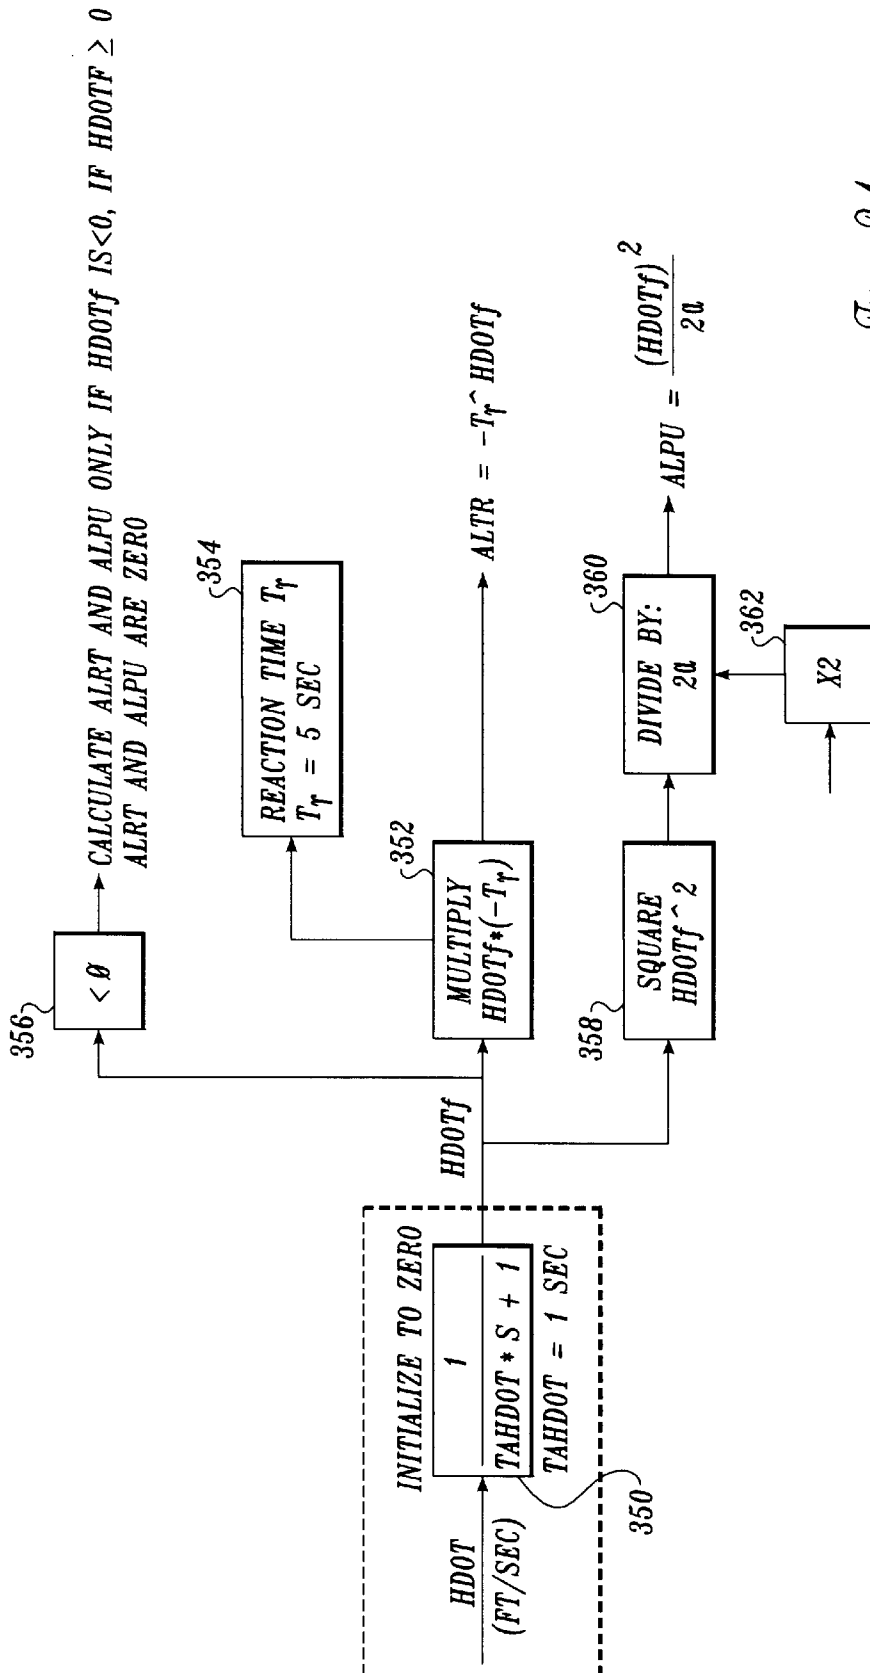 356
< Ø
CALCULATE ALRT AND ALPU ONLY IF HDOTf IS<0, IF HDOTF ≥ 0
ALRT AND ALPU ARE ZERO
354
REACTION TIME Tr
Tr = 5 SEC
INITIALIZE TO ZERO
HDOT
(FT/SEC)
1
TAHDOT * S + 1
TAHDOT = 1 SEC
350
HDOTf
352
MULTIPLY
HDOTf*(-Tr)
ALTR = -Tr^HDOTf
358
SQUARE
HDOTf^2
360
DIVIDE BY:
2a
ALPU = (HDOTf)2
2a
362
X2